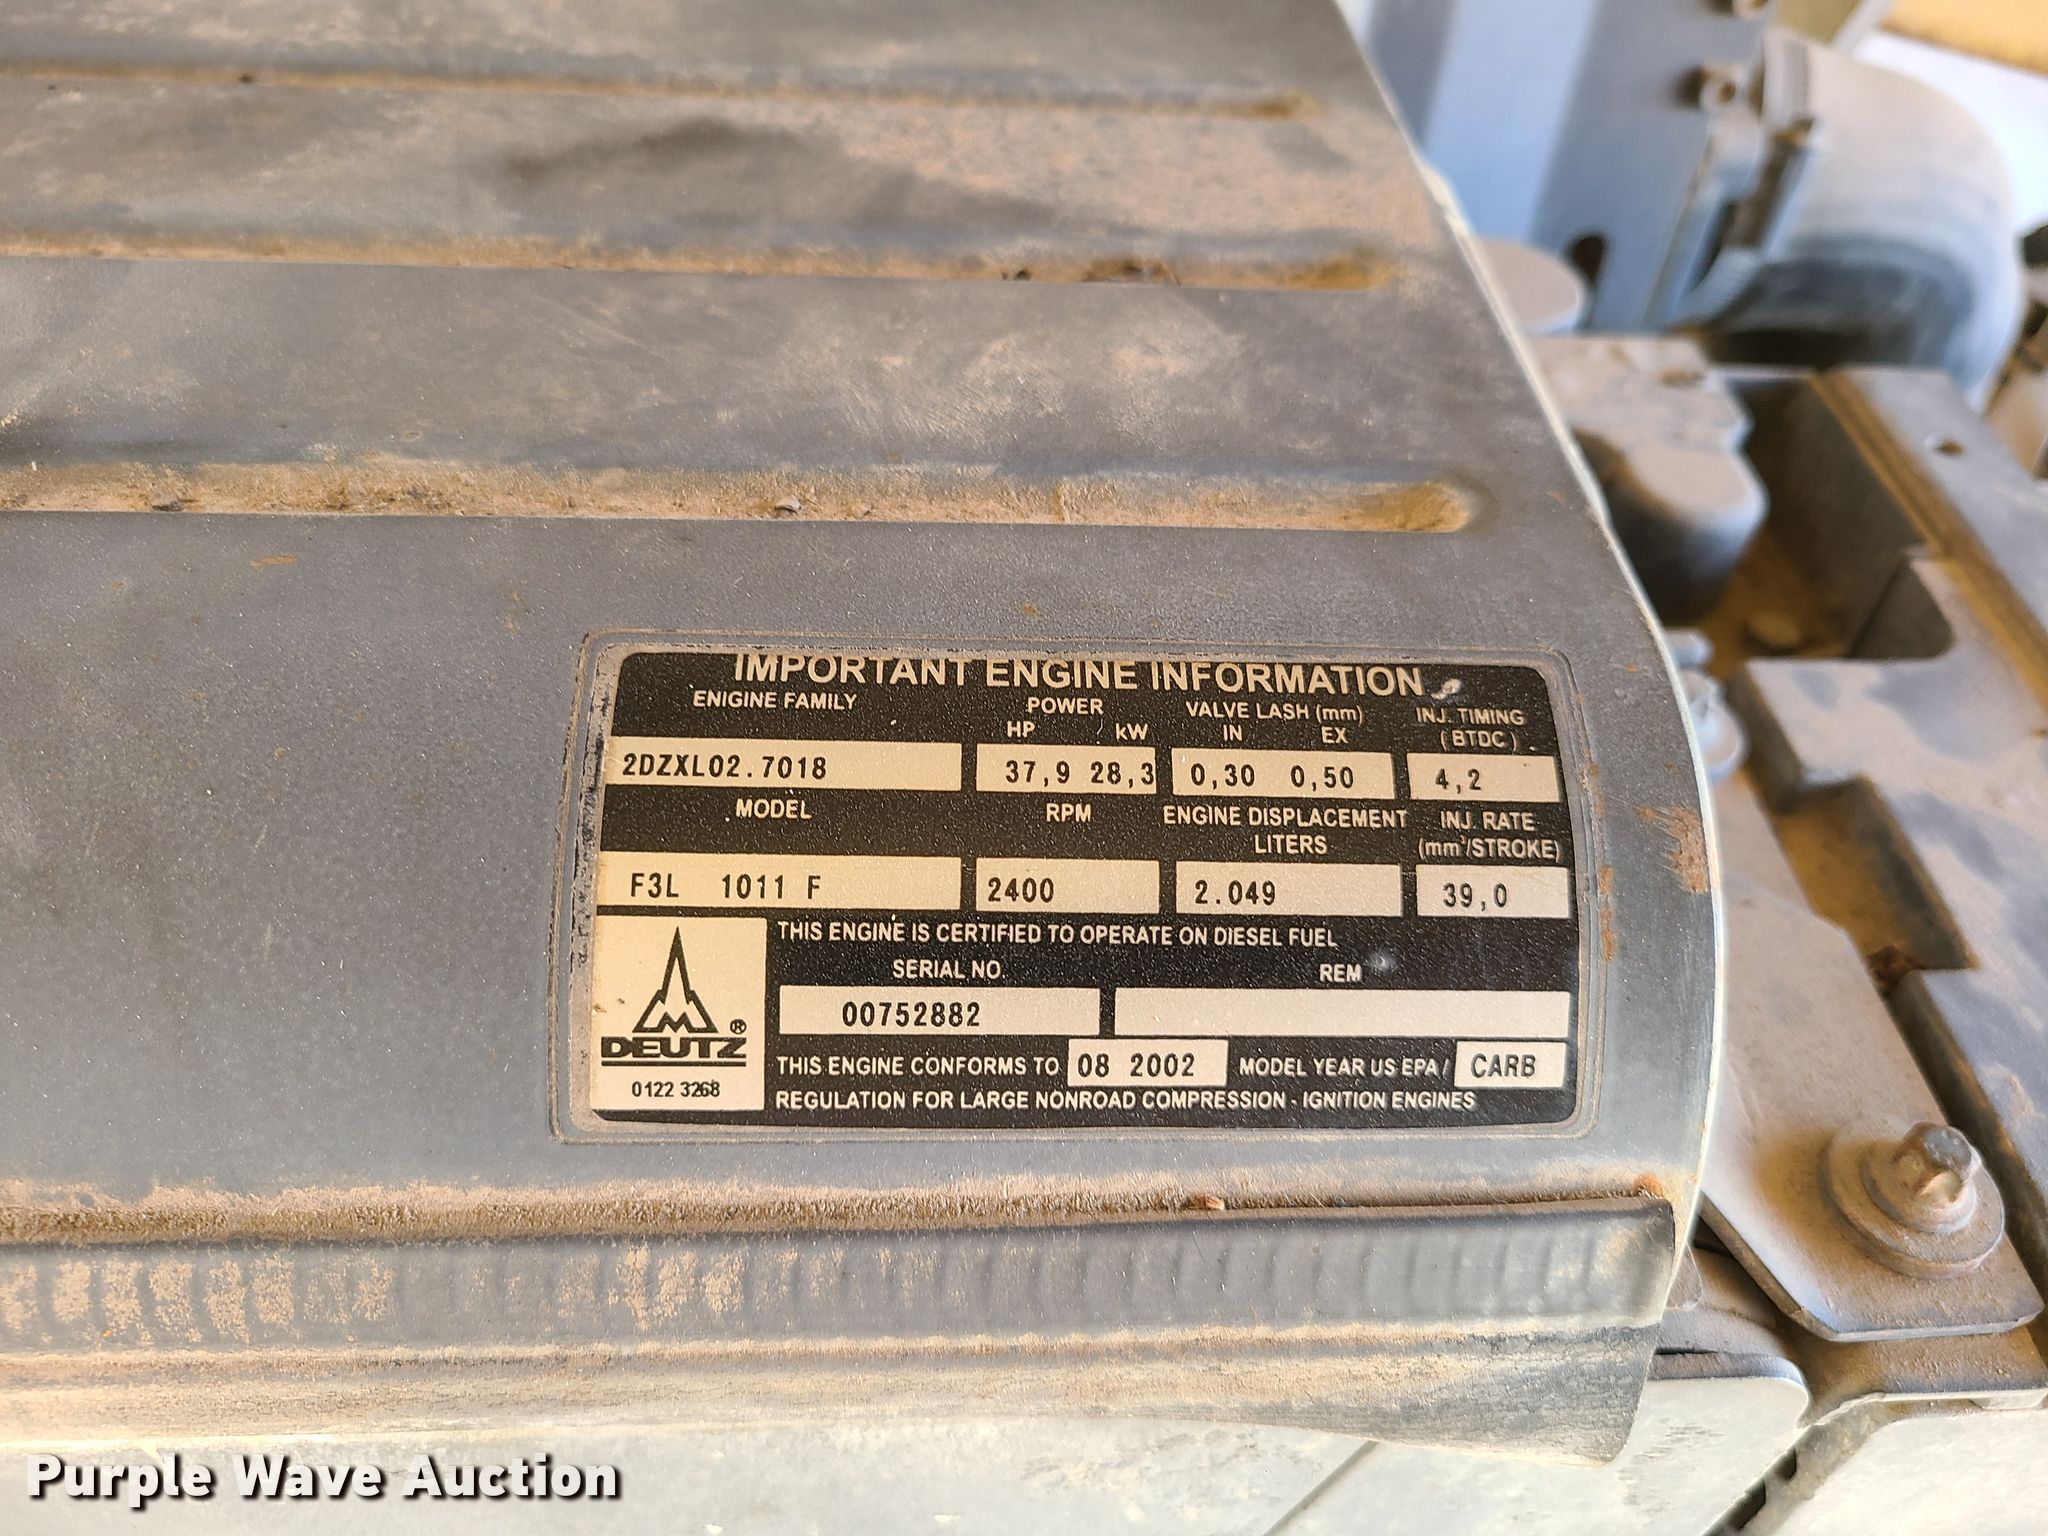 IMPORTANT ENGINE INFORMATION
ENIGINE FAMILY POWER VALVE LASH (mm) INJ. TIMING
HP kW IN EX (BTDC)
2DZXL02.7018 37,9 28,3 0,30 0,50 4,2
MODEL RPM ENGINE DISPLACEMENT INJ. RATE
LITERS (mm³/STROKE)
F3L 1011 F 2400 2.049 39,0
THIS ENGINE IS CERTIFIED TO OPERATE ON DIESEL FUEL
SERIAL NO. REM
00752882
DEUTZ ®
0122 3268
THIS ENGINE CONFORMS TO 08 2002 MODEL YEAR US EPA / CARB
REGULATION FOR LARGE NONROAD COMPRESSION - IGNITION ENGINES
Purple Wave Auction